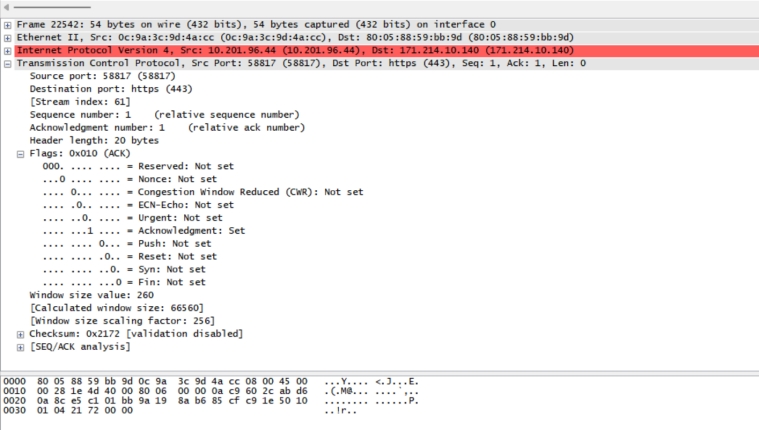 Frame 22542: 54 bytes on wire (432 bits), 54 bytes captured (432 bits) on interface 0
Ethernet II, Src: 0c:9a:3c:9d:4a:cc (0c:9a:3c:9d:4a:cc), Dst: 80:05:88:59:bb:9d (80:05:88:59:bb:9d)
Internet Protocol Version 4, Src: 10.201.96.44 (10.201.96.44), Dst: 171.214.10.140 (171.214.10.140)
Transmission Control Protocol, Src Port: 58817 (58817), Dst Port: https (443), Seq: 1, Ack: 1, Len: 0
Source port: 58817 (58817)
Destination port: https (443)
[Stream index: 61]
Sequence number: 1    (relative sequence number)
Acknowledgment number: 1    (relative ack number)
Header length: 20 bytes
Flags: 0x010 (ACK)
000. .... .... = Reserved: Not set
...0 .... .... = Nonce: Not set
.... 0... .... = Congestion Window Reduced (CWR): Not set
.... .0.. .... = ECN-Echo: Not set
.... ..0. .... = Urgent: Not set
.... ...1 .... = Acknowledgment: Set
.... .... 0... = Push: Not set
.... .... .0.. = Reset: Not set
.... .... ..0. = Syn: Not set
.... .... ...0 = Fin: Not set
Window size value: 260
[Calculated window size: 66560]
[Window size scaling factor: 256]
Checksum: 0x2172 [validation disabled]
[SEQ/ACK analysis]
0000  80 05 88 59 bb 9d 0c 9a  3c 9d 4a cc 08 00 45 00   ...Y.... <.J...E.
0010  00 28 1e 4d 40 00 80 06  00 00 0a c9 60 2c ab d6   .(.M@... ....`,..
0020  0a 8c e5 c1 01 bb 9a 19  8a b6 85 cf c9 1e 50 10   ........ ......P.
0030  01 04 21 72 00 00                                  ..!r..